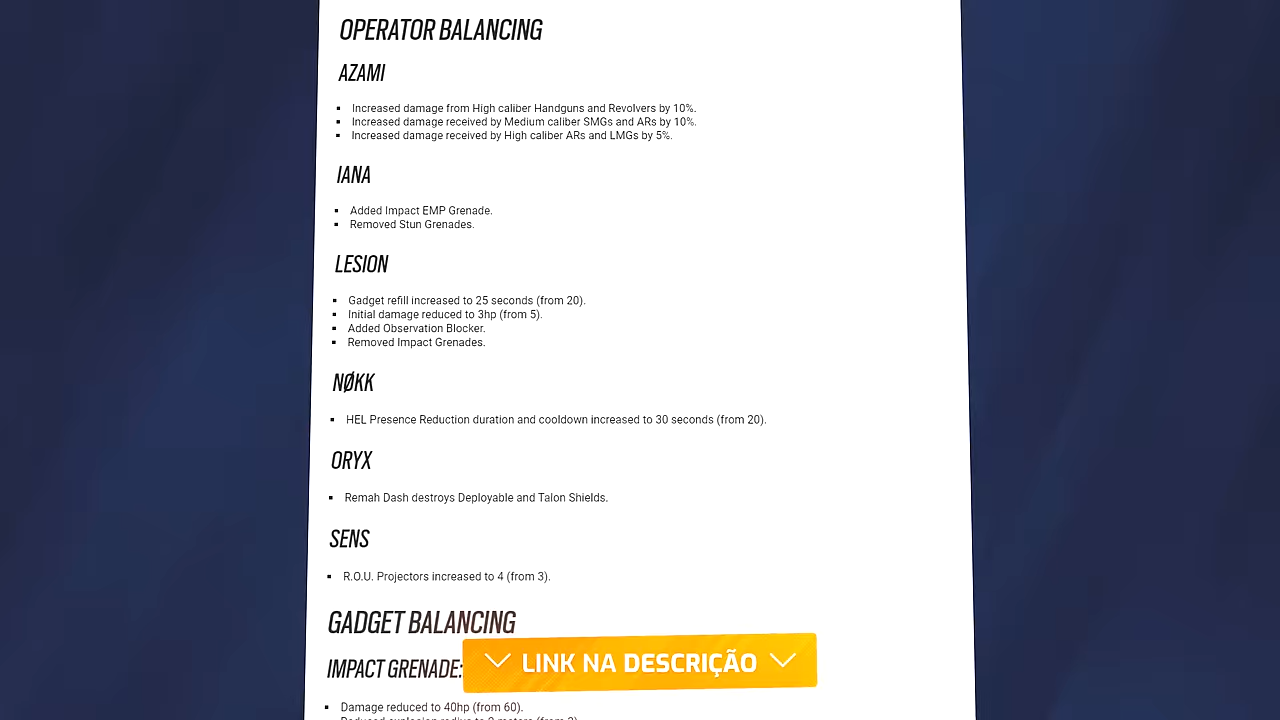 OPERATOR BALANCING
AZAMI
▪ Increased damage from High caliber Handguns and Revolvers by 10%.
▪ Increased damage received by Medium caliber SMGs and ARs by 10%.
▪ Increased damage received by High caliber ARs and LMGs by 5%.
IANA
▪ Added Impact EMP Grenade.
▪ Removed Stun Grenades.
LESION
▪ Gadget refill increased to 25 seconds (from 20).
▪ Initial damage reduced to 3hp (from 5).
▪ Added Observation Blocker.
▪ Removed Impact Grenades.
NØKK
▪ HEL Presence Reduction duration and cooldown increased to 30 seconds (from 20).
ORYX
▪ Remah Dash destroys Deployable and Talon Shields.
SENS
▪ R.O.U. Projectors increased to 4 (from 3).
GADGET BALANCING
IMPACT GRENADE:
LINK NA DESCRIÇÃO
▪ Damage reduced to 40hp (from 60).